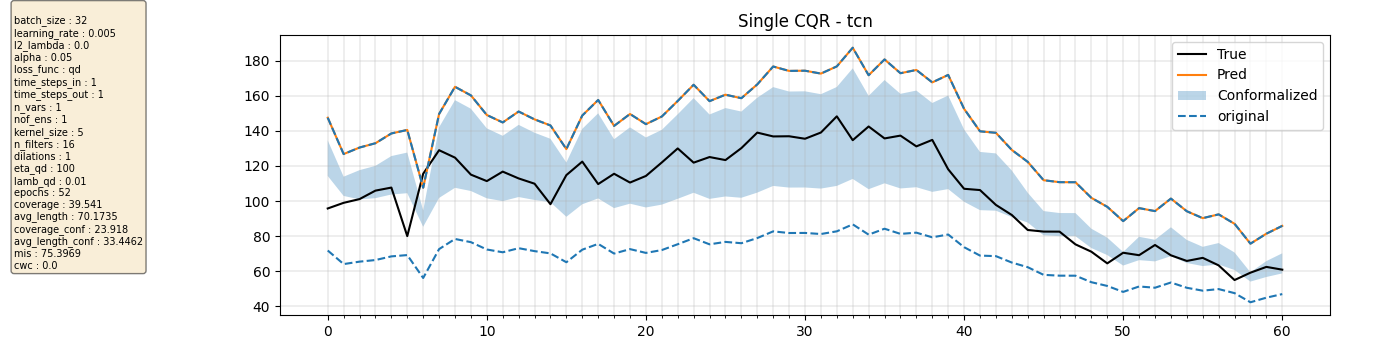 batch_size : 32
learning_rate : 0.005
l2_lambda : 0.0
alpha : 0.05
loss_func : qd
time_steps_in : 1
time_steps_out : 1
n_vars : 1
nof_ens : 1
kernel_size : 5
n_filters : 16
dilations : 1
eta_qd : 100
lamb_qd : 0.01
epochs : 52
coverage : 39.541
avg_length : 70.1735
coverage_conf : 23.918
avg_length_conf : 33.4462
mis : 75.3969
cwc : 0.0
Single CQR - tcn
180
160
140
120
100
80
60
40
0 10 20 30 40 50 60
True
Pred
Conformalized
original